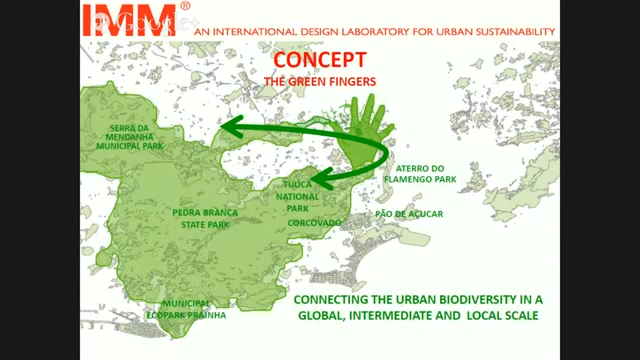 IMM
Google+
AN INTERNATIONAL DESIGN LABORATORY FOR URBAN SUSTAINABILITY
CONCEPT
THE GREEN FINGERS
SERRA DA
MENDANHA
MUNICIPAL PARK
ATERRO DO
FLAMENGO PARK
TIJUCA
NATIONAL
PARK
PEDRA BRANCA
STATE PARK
PÃO DE AÇUCAR
CORCOVADO
MUNICIPAL
ECOPARK PRAINHA
CONNECTING THE URBAN BIODIVERSITY IN A
GLOBAL, INTERMEDIATE AND LOCAL SCALE